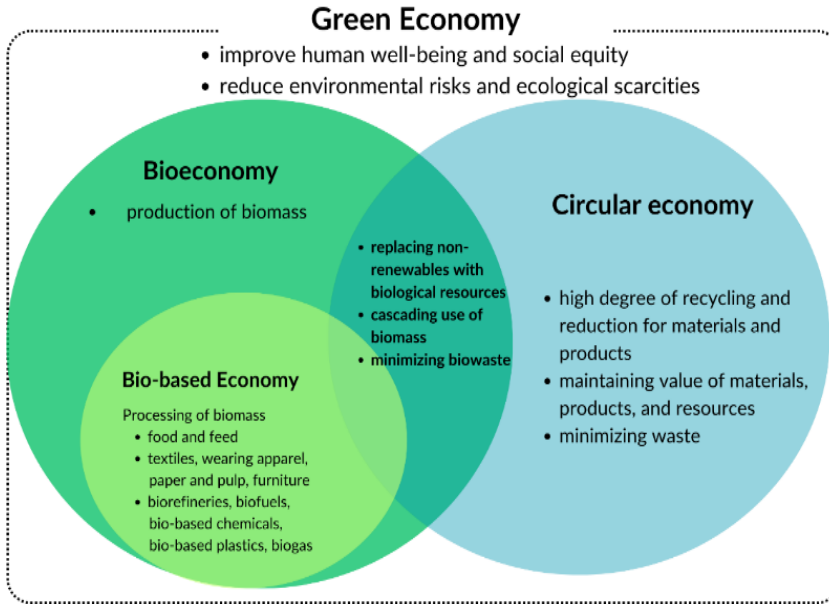 Green Economy
• improve human well-being and social equity
• reduce environmental risks and ecological scarcities
Bioeconomy
• production of biomass
Bio-based Economy
Processing of biomass
• food and feed
• textiles, wearing apparel,
paper and pulp, furniture
• biorefineries, biofuels,
bio-based chemicals,
bio-based plastics, biogas
• replacing non-
renewables with
biological resources
• cascading use of
biomass
• minimizing biowaste
Circular economy
• high degree of recycling and
reduction for materials and
products
• maintaining value of materials,
products, and resources
• minimizing waste